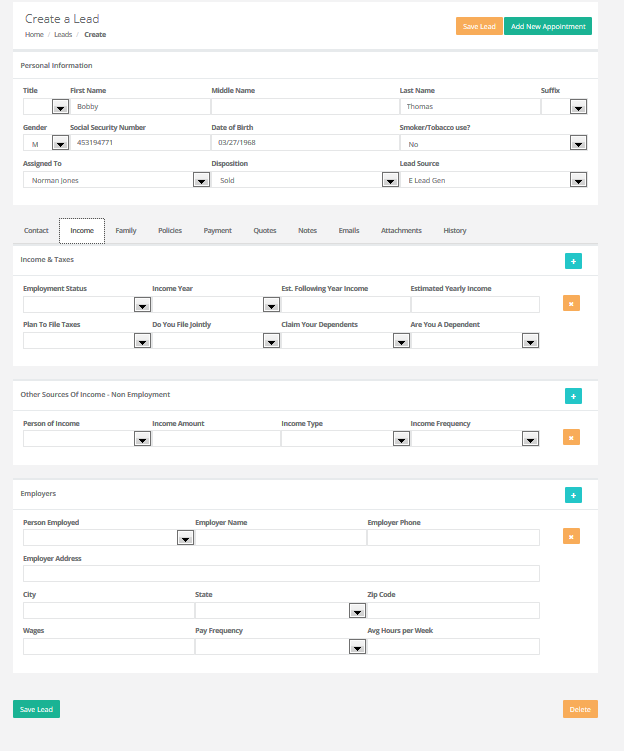 Create a Lead
Home / Leads / Create
Save Lead Add New Appointment
Personal Information
Title First Name Middle Name Last Name Suffix
Bobby Thomas
Gender Social Security Number Date of Birth Smoker/Tobacco use?
M 453194771 03/27/1968 No
Assigned To Disposition Lead Source
Norman Jones Sold E Lead Gen
Contact Income Family Policies Payment Quotes Notes Emails Attachments History
Income & Taxes +
Employment Status Income Year Est. Following Year Income Estimated Yearly Income
×
Plan To File Taxes Do You File Jointly Claim Your Dependents Are You A Dependent
Other Sources Of Income - Non Employment +
Person of Income Income Amount Income Type Income Frequency
×
Employers +
Person Employed Employer Name Employer Phone
×
Employer Address
City State Zip Code
Wages Pay Frequency Avg Hours per Week
Save Lead Delete